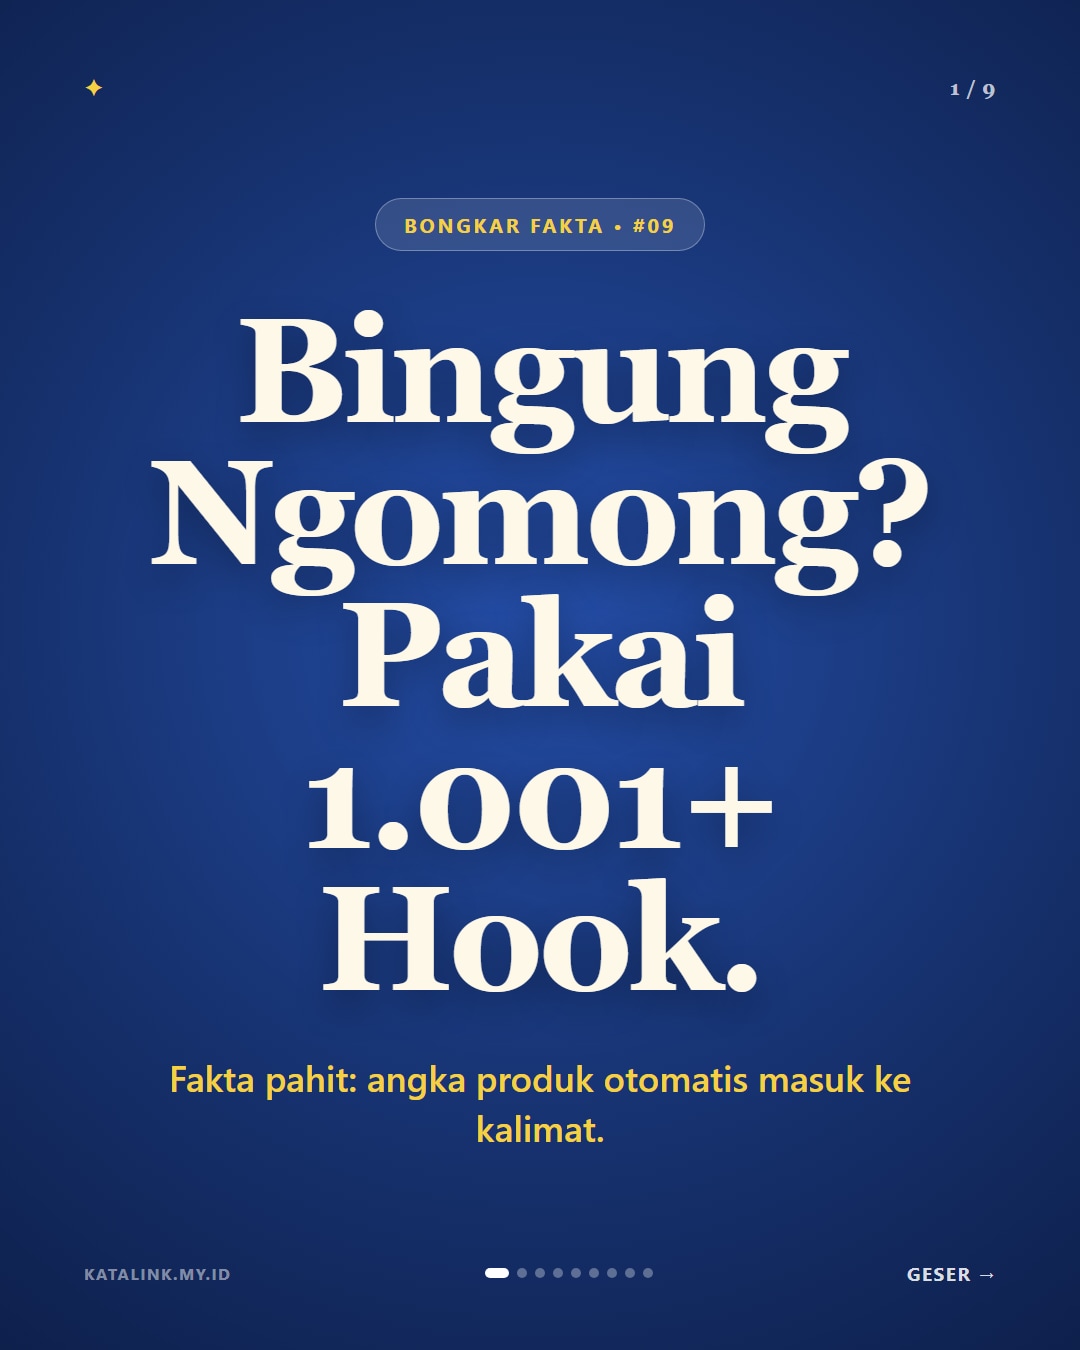 ✦
1 / 9
BONGKAR FAKTA • #09
Bingung
Ngomong?
Pakai
1.001+
Hook.
Fakta pahit: angka produk otomatis masuk ke
kalimat.
KATALINK.MY.ID
GESER →